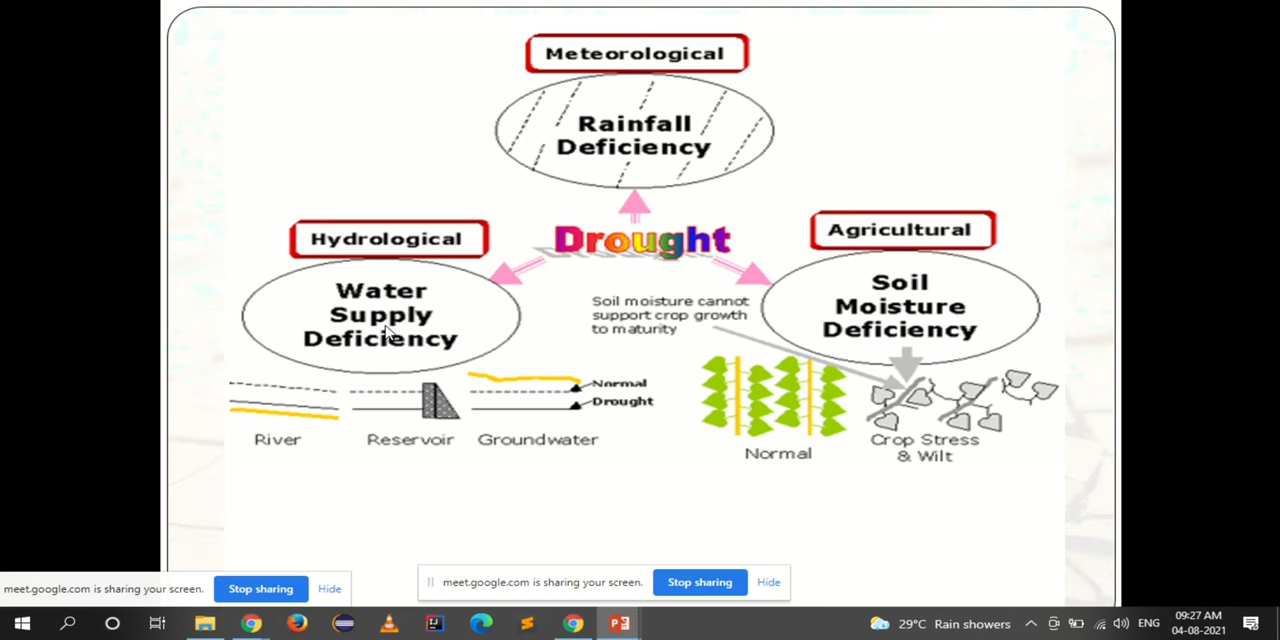 Meteorological
Rainfall
Deficiency
Drought
Hydrological
Water
Supply
Deficiency
Agricultural
Soil
Moisture
Deficiency
Soil moisture cannot
support crop growth
to maturity
Normal
Drought
River
Reservoir
Groundwater
Normal
Crop Stress
& Wilt
meet.google.com is sharing your screen.
Stop sharing
Hide
meet.google.com is sharing your screen.
Stop sharing
Hide
29°C Rain showers
ENG
09:27 AM
04-08-2021